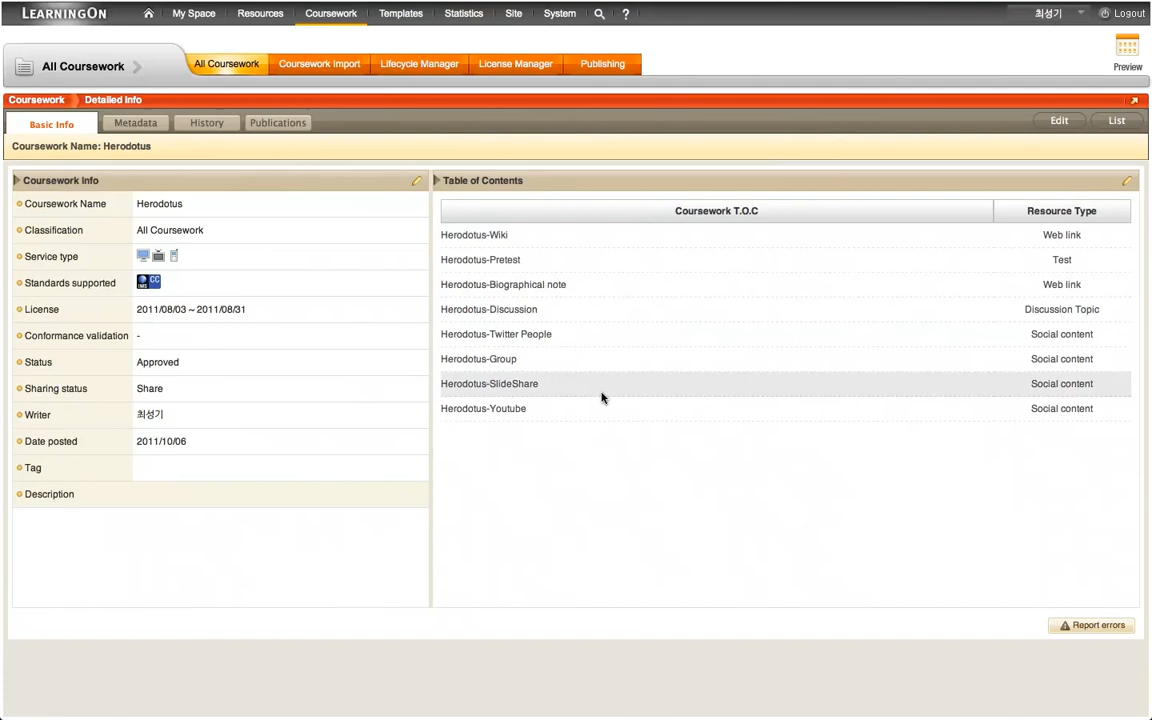 LEARNINGON
My Space Resources Coursework Templates Statistics Site System ? 최성기 Logout
All Coursework
All Coursework Coursework Import Lifecycle Manager License Manager Publishing
Preview
Coursework Detailed Info
Basic Info Metadata History Publications Edit List
Coursework Name: Herodotus
Coursework Info
Coursework Name Herodotus
Classification All Coursework
Service type
Standards supported IMS CC
License 2011/08/03 ~ 2011/08/31
Conformance validation -
Status Approved
Sharing status Share
Writer 최성기
Date posted 2011/10/06
Tag
Description
Table of Contents
Coursework T.O.C Resource Type
Herodotus-Wiki Web link
Herodotus-Pretest Test
Herodotus-Biographical note Web link
Herodotus-Discussion Discussion Topic
Herodotus-Twitter People Social content
Herodotus-Group Social content
Herodotus-SlideShare Social content
Herodotus-Youtube Social content
Report errors